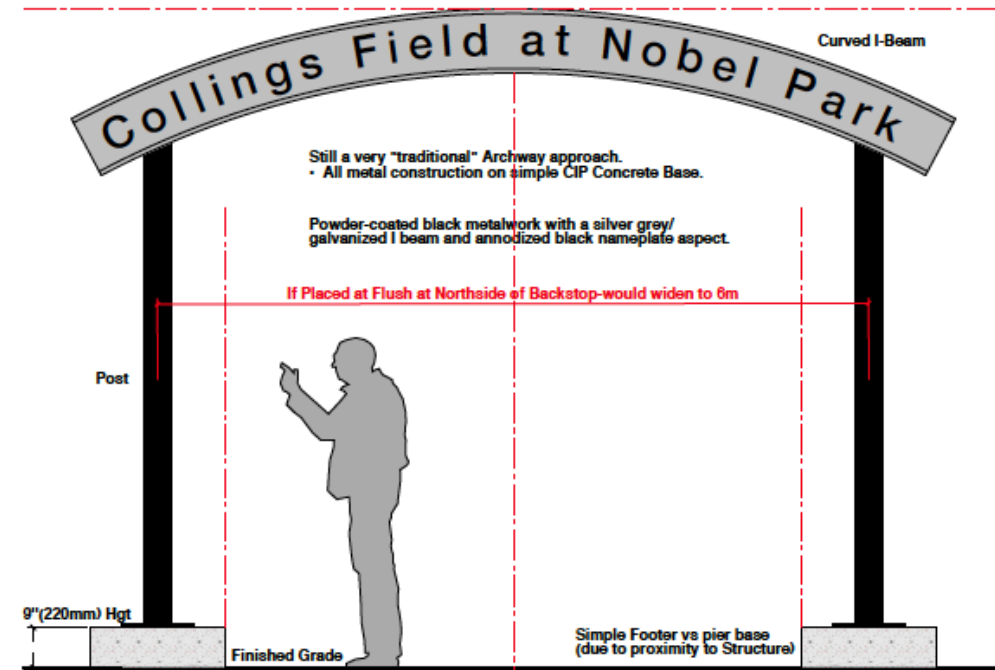 Collings Field at Nobel Park
Curved I-Beam
Still a very "traditional" Archway approach.
• All metal construction on simple CIP Concrete Base.
Powder-coated black metalwork with a silver grey/
galvanized I beam and annodized black nameplate aspect.
If Placed at Flush at Northside of Backstop-would widen to 6m
Post
9"(220mm) Hgt
Finished Grade
Simple Footer vs pier base
(due to proximity to Structure)